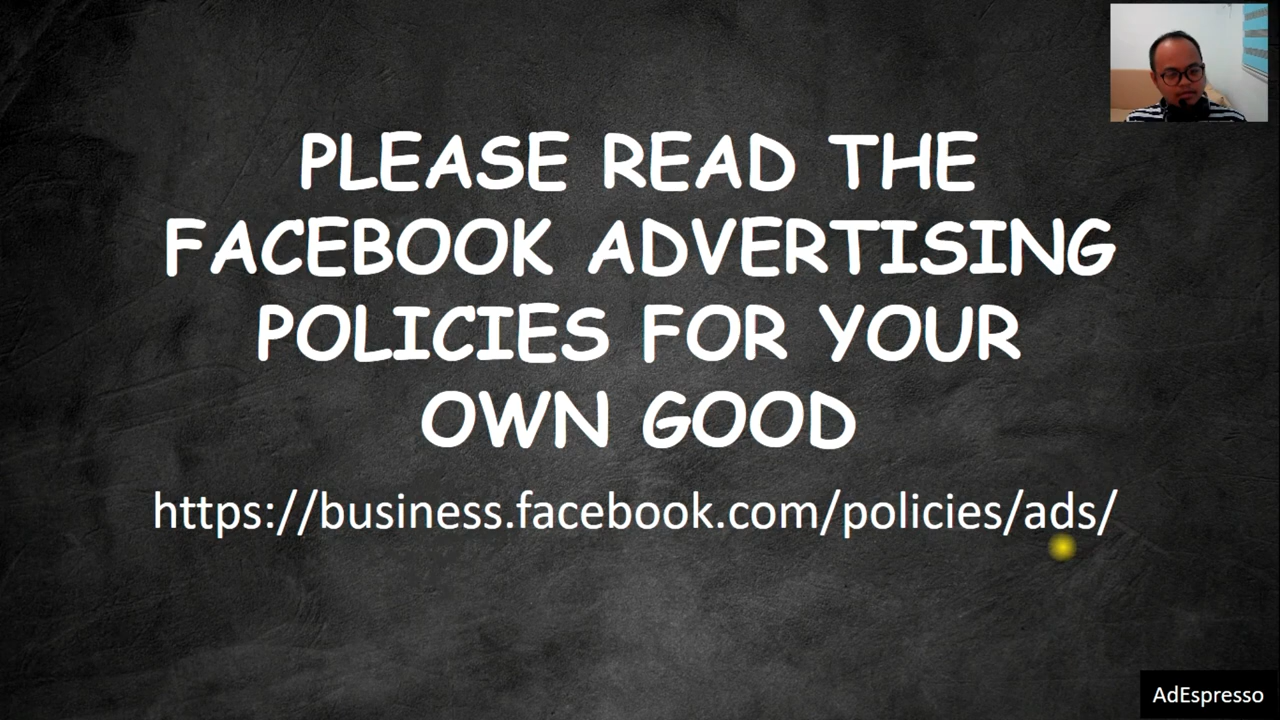 PLEASE READ THE
FACEBOOK ADVERTISING
POLICIES FOR YOUR
OWN GOOD
https://business.facebook.com/policies/ads/
AdEspresso